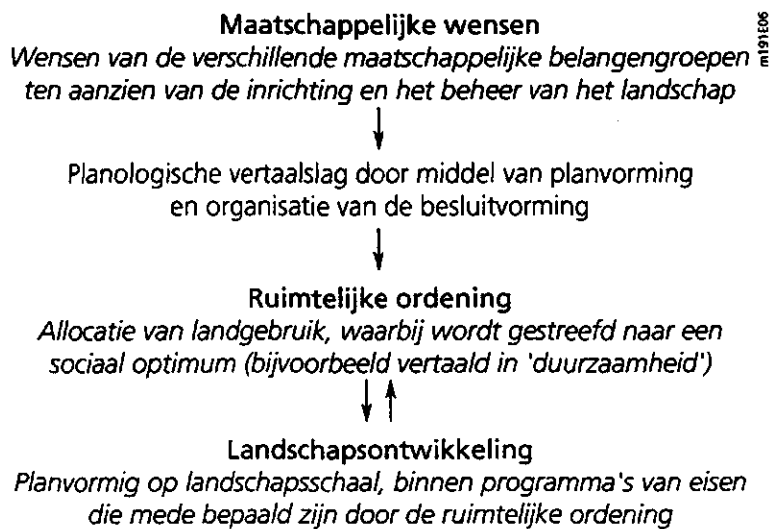 Maatschappelijke wensen
Wensen van de verschillende maatschappelijke belangengroepen
ten aanzien van de inrichting en het beheer van het landschap
Planologische vertaalslag door middel van planvorming
en organisatie van de besluitvorming
Ruimtelijke ordening
Allocatie van landgebruik, waarbij wordt gestreefd naar een
sociaal optimum (bijvoorbeeld vertaald in 'duurzaamheid')
Landschapsontwikkeling
Planvormig op landschapsschaal, binnen programma's van eisen
die mede bepaald zijn door de ruimtelijke ordening